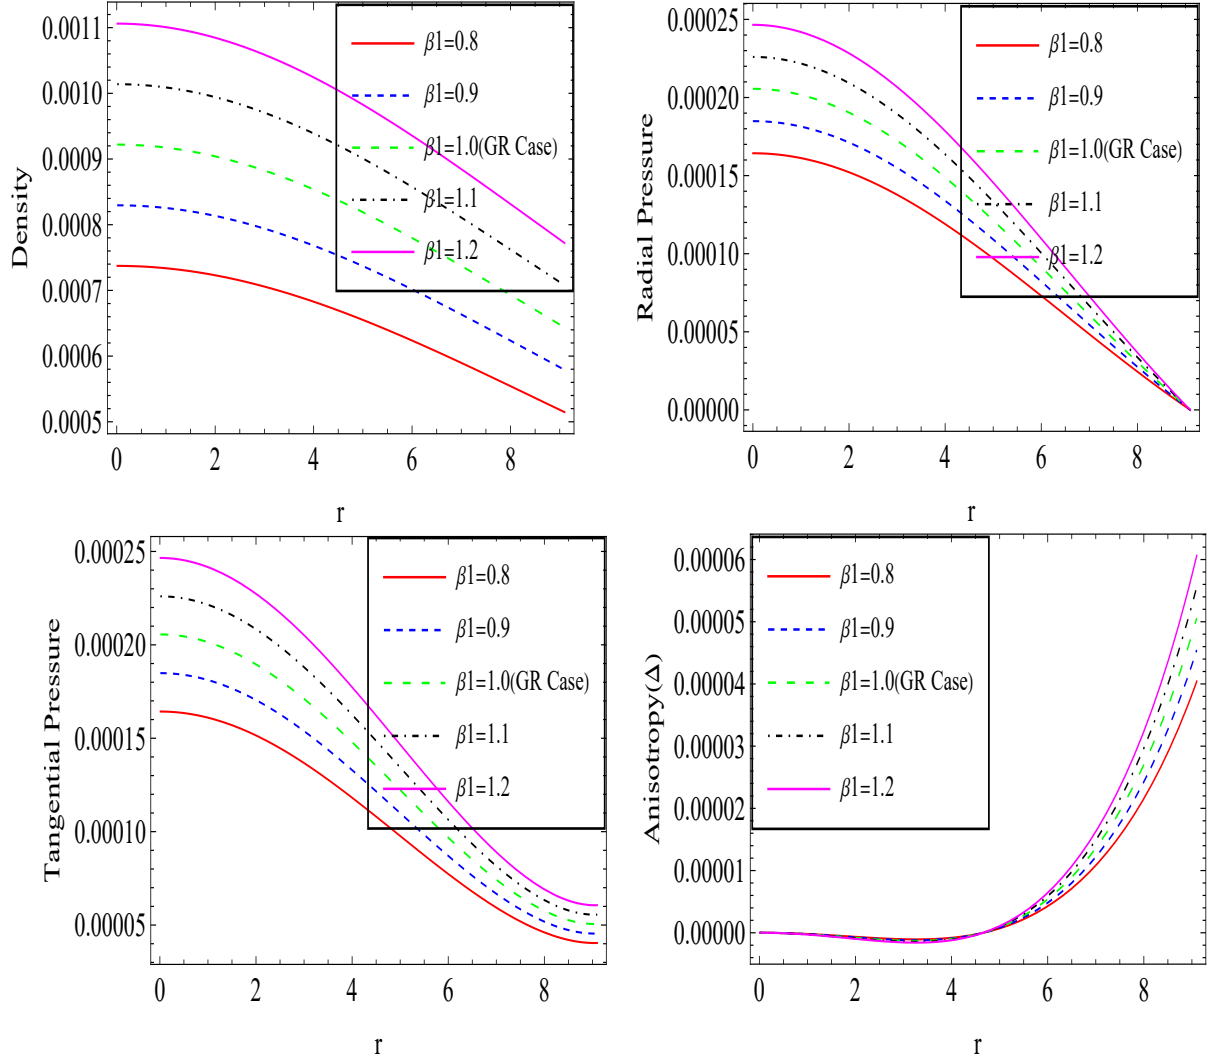 Density
0.0011
0.0010
0.0009
0.0008
0.0007
0.0006
0.0005
0 2 4 6 8
r
β1=0.8
β1=0.9
β1=1.0(GR Case)
β1=1.1
β1=1.2
Radial Pressure
0.00025
0.00020
0.00015
0.00010
0.00005
0.00000
0 2 4 6 8
r
β1=0.8
β1=0.9
β1=1.0(GR Case)
β1=1.1
β1=1.2
Tangential Pressure
0.00025
0.00020
0.00015
0.00010
0.00005
0 2 4 6 8
r
β1=0.8
β1=0.9
β1=1.0(GR Case)
β1=1.1
β1=1.2
Anisotropy(Δ)
0.00006
0.00005
0.00004
0.00003
0.00002
0.00001
0.00000
0 2 4 6 8
r
β1=0.8
β1=0.9
β1=1.0(GR Case)
β1=1.1
β1=1.2